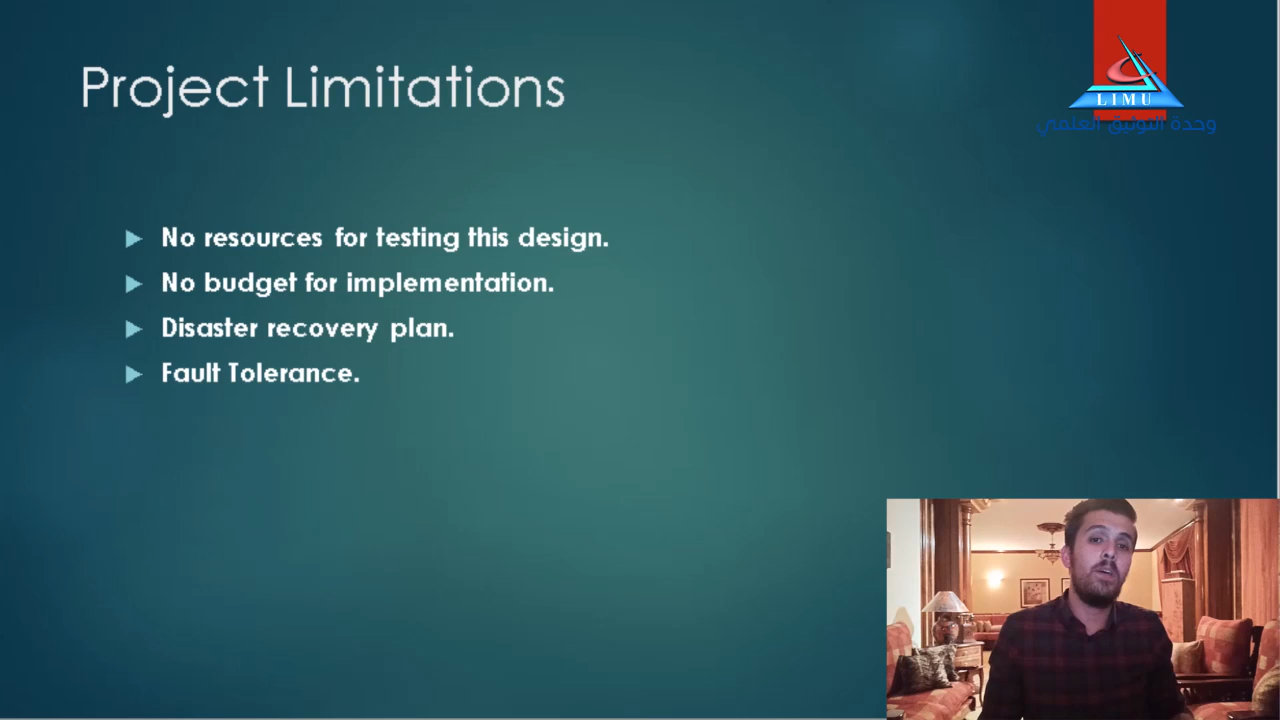 Project Limitations
LIMU
وحدة التوثيق العلمي
No resources for testing this design.
No budget for implementation.
Disaster recovery plan.
Fault Tolerance.